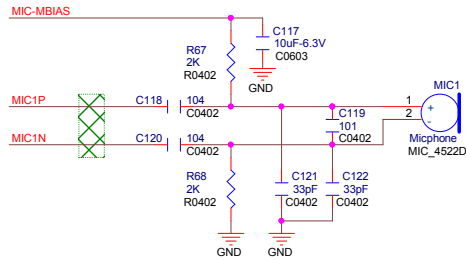 MIC-MBIAS
C117
10uF-6.3V
C0603
R67
2K
R0402
GND
MIC1P
C118
104
C0402
MIC1
1
+
C119
101
C0402
2
-
MIC1N
C120
104
C0402
Micphone
MIC_4522D
R68
2K
R0402
C121
33pF
C0402
C122
33pF
C0402
GND
GND